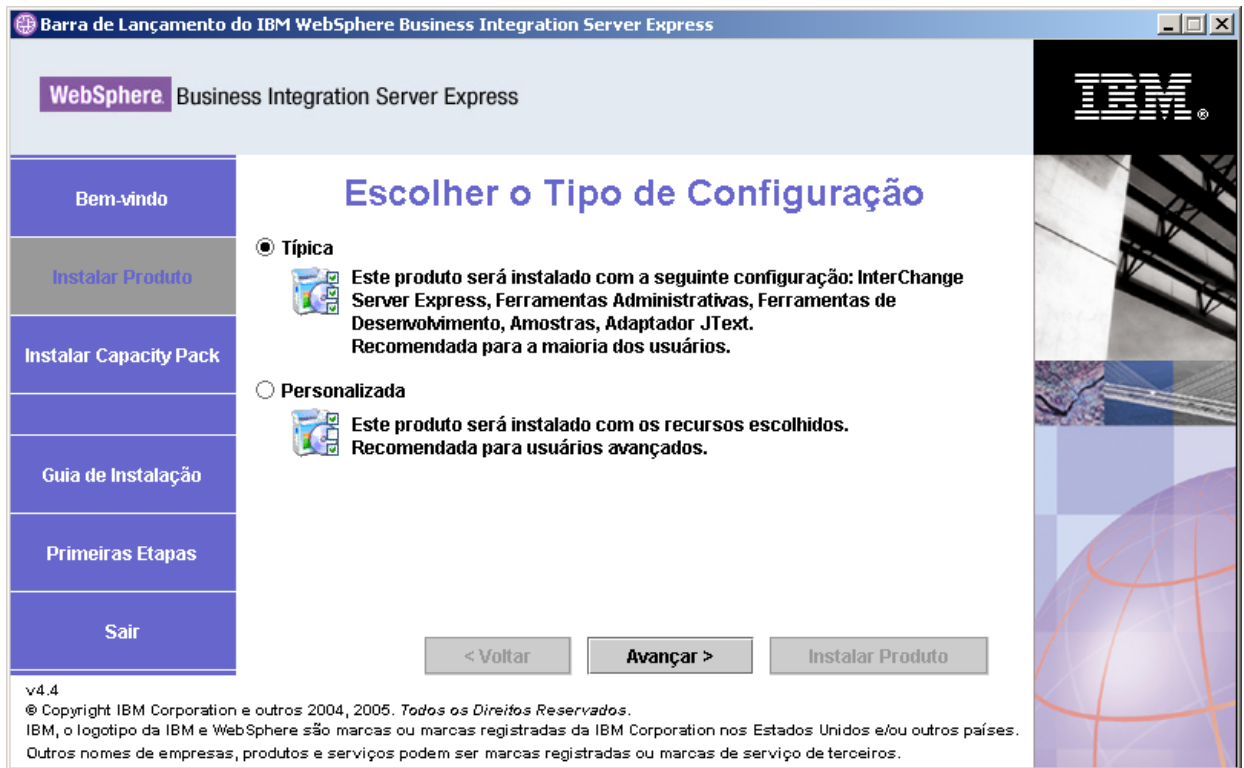 Barra de Lançamento do IBM WebSphere Business Integration Server Express
WebSphere. Business Integration Server Express
IBM®
Bem-vindo
Instalar Produto
Instalar Capacity Pack
Guia de Instalação
Primeiras Etapas
Sair
Escolher o Tipo de Configuração
Típica
Este produto será instalado com a seguinte configuração: InterChange
Server Express, Ferramentas Administrativas, Ferramentas de
Desenvolvimento, Amostras, Adaptador JText.
Recomendada para a maioria dos usuários.
Personalizada
Este produto será instalado com os recursos escolhidos.
Recomendada para usuários avançados.
< Voltar
Avançar >
Instalar Produto
v4.4
© Copyright IBM Corporation e outros 2004, 2005. Todos os Direitos Reservados.
IBM, o logotipo da IBM e WebSphere são marcas ou marcas registradas da IBM Corporation nos Estados Unidos e/ou outros países.
Outros nomes de empresas, produtos e serviços podem ser marcas registradas ou marcas de serviço de terceiros.